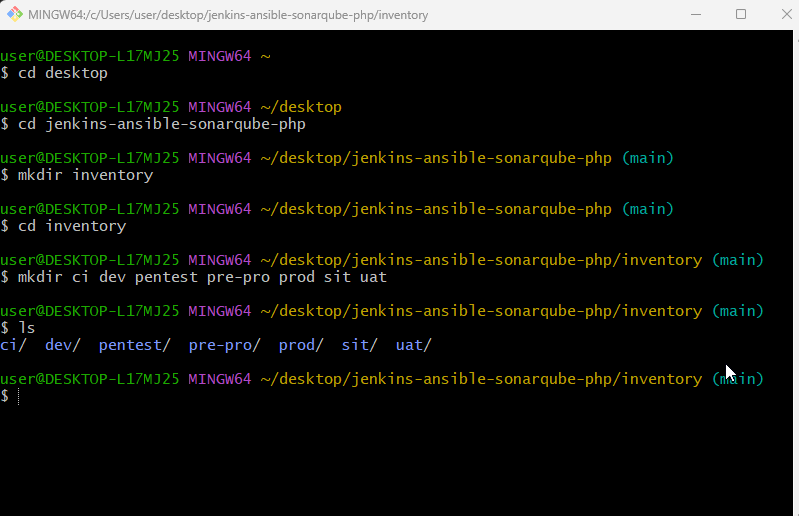 MINGW64:/c/Users/user/desktop/jenkins-ansible-sonarqube-php/inventory
user@DESKTOP-L17MJ25 MINGW64 ~
$ cd desktop
user@DESKTOP-L17MJ25 MINGW64 ~/desktop
$ cd jenkins-ansible-sonarqube-php
user@DESKTOP-L17MJ25 MINGW64 ~/desktop/jenkins-ansible-sonarqube-php (main)
$ mkdir inventory
user@DESKTOP-L17MJ25 MINGW64 ~/desktop/jenkins-ansible-sonarqube-php (main)
$ cd inventory
user@DESKTOP-L17MJ25 MINGW64 ~/desktop/jenkins-ansible-sonarqube-php/inventory (main)
$ mkdir ci dev pentest pre-pro prod sit uat
user@DESKTOP-L17MJ25 MINGW64 ~/desktop/jenkins-ansible-sonarqube-php/inventory (main)
$ ls
ci/  dev/  pentest/  pre-pro/  prod/  sit/  uat/
user@DESKTOP-L17MJ25 MINGW64 ~/desktop/jenkins-ansible-sonarqube-php/inventory (main)
$